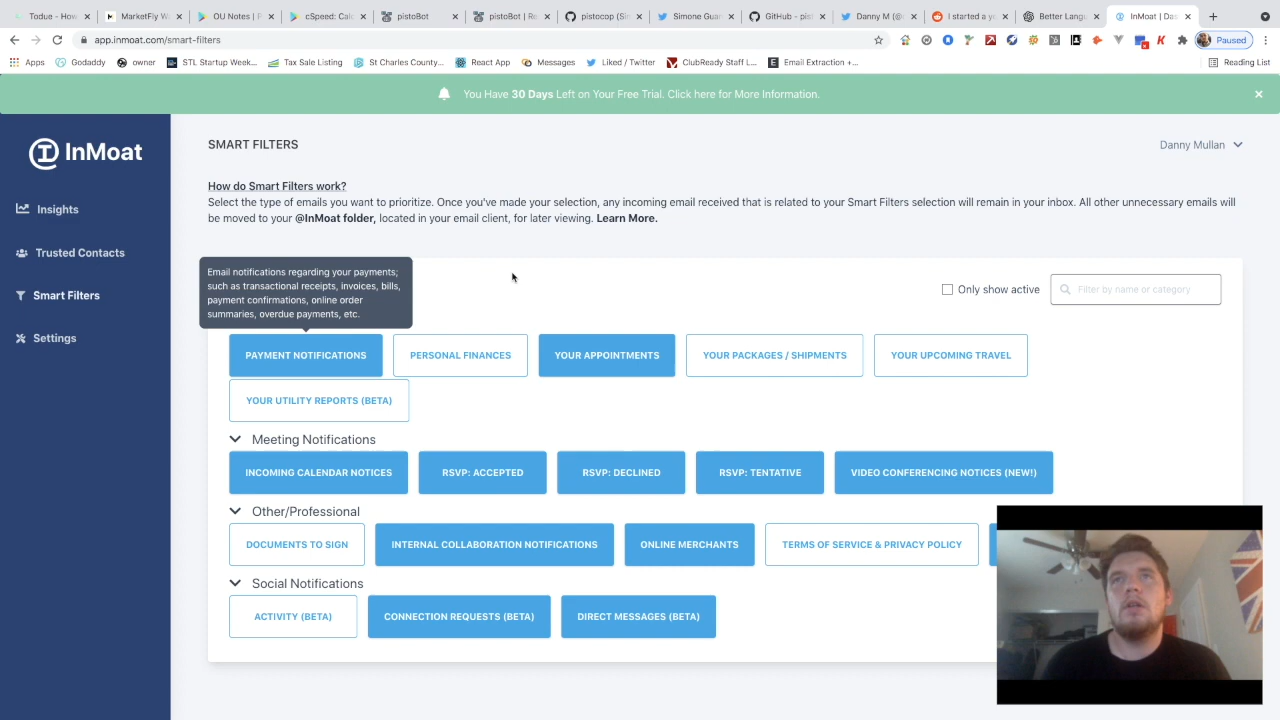 Todue - How
MarketFly Wa
OU Notes | P
cSpeed: Calc
pistoBot
pistoBot | Re
pistocop (Sim
Simone Guar
GitHub - pist
Danny M (@d
I started a ye
Better Langu
InMoat | Das
app.inmoat.com/smart-filters
Paused
Apps
Godaddy
owner
STL Startup Week...
Tax Sale Listing
St Charles County...
React App
Messages
Liked / Twitter
ClubReady Staff L...
Email Extraction +...
Reading List
You Have 30 Days Left on Your Free Trial. Click here for More Information.
InMoat
SMART FILTERS
Danny Mullan
Insights
Trusted Contacts
Smart Filters
Settings
How do Smart Filters work?
Select the type of emails you want to prioritize. Once you've made your selection, any incoming email received that is related to your Smart Filters selection will remain in your inbox. All other unnecessary emails will
be moved to your @InMoat folder, located in your email client, for later viewing. Learn More.
Email notifications regarding your payments;
such as transactional receipts, invoices, bills,
payment confirmations, online order
summaries, overdue payments, etc.
Only show active
Filter by name or category
PAYMENT NOTIFICATIONS
PERSONAL FINANCES
YOUR APPOINTMENTS
YOUR PACKAGES / SHIPMENTS
YOUR UPCOMING TRAVEL
YOUR UTILITY REPORTS (BETA)
Meeting Notifications
INCOMING CALENDAR NOTICES
RSVP: ACCEPTED
RSVP: DECLINED
RSVP: TENTATIVE
VIDEO CONFERENCING NOTICES (NEW!)
Other/Professional
DOCUMENTS TO SIGN
INTERNAL COLLABORATION NOTIFICATIONS
ONLINE MERCHANTS
TERMS OF SERVICE & PRIVACY POLICY
Social Notifications
ACTIVITY (BETA)
CONNECTION REQUESTS (BETA)
DIRECT MESSAGES (BETA)